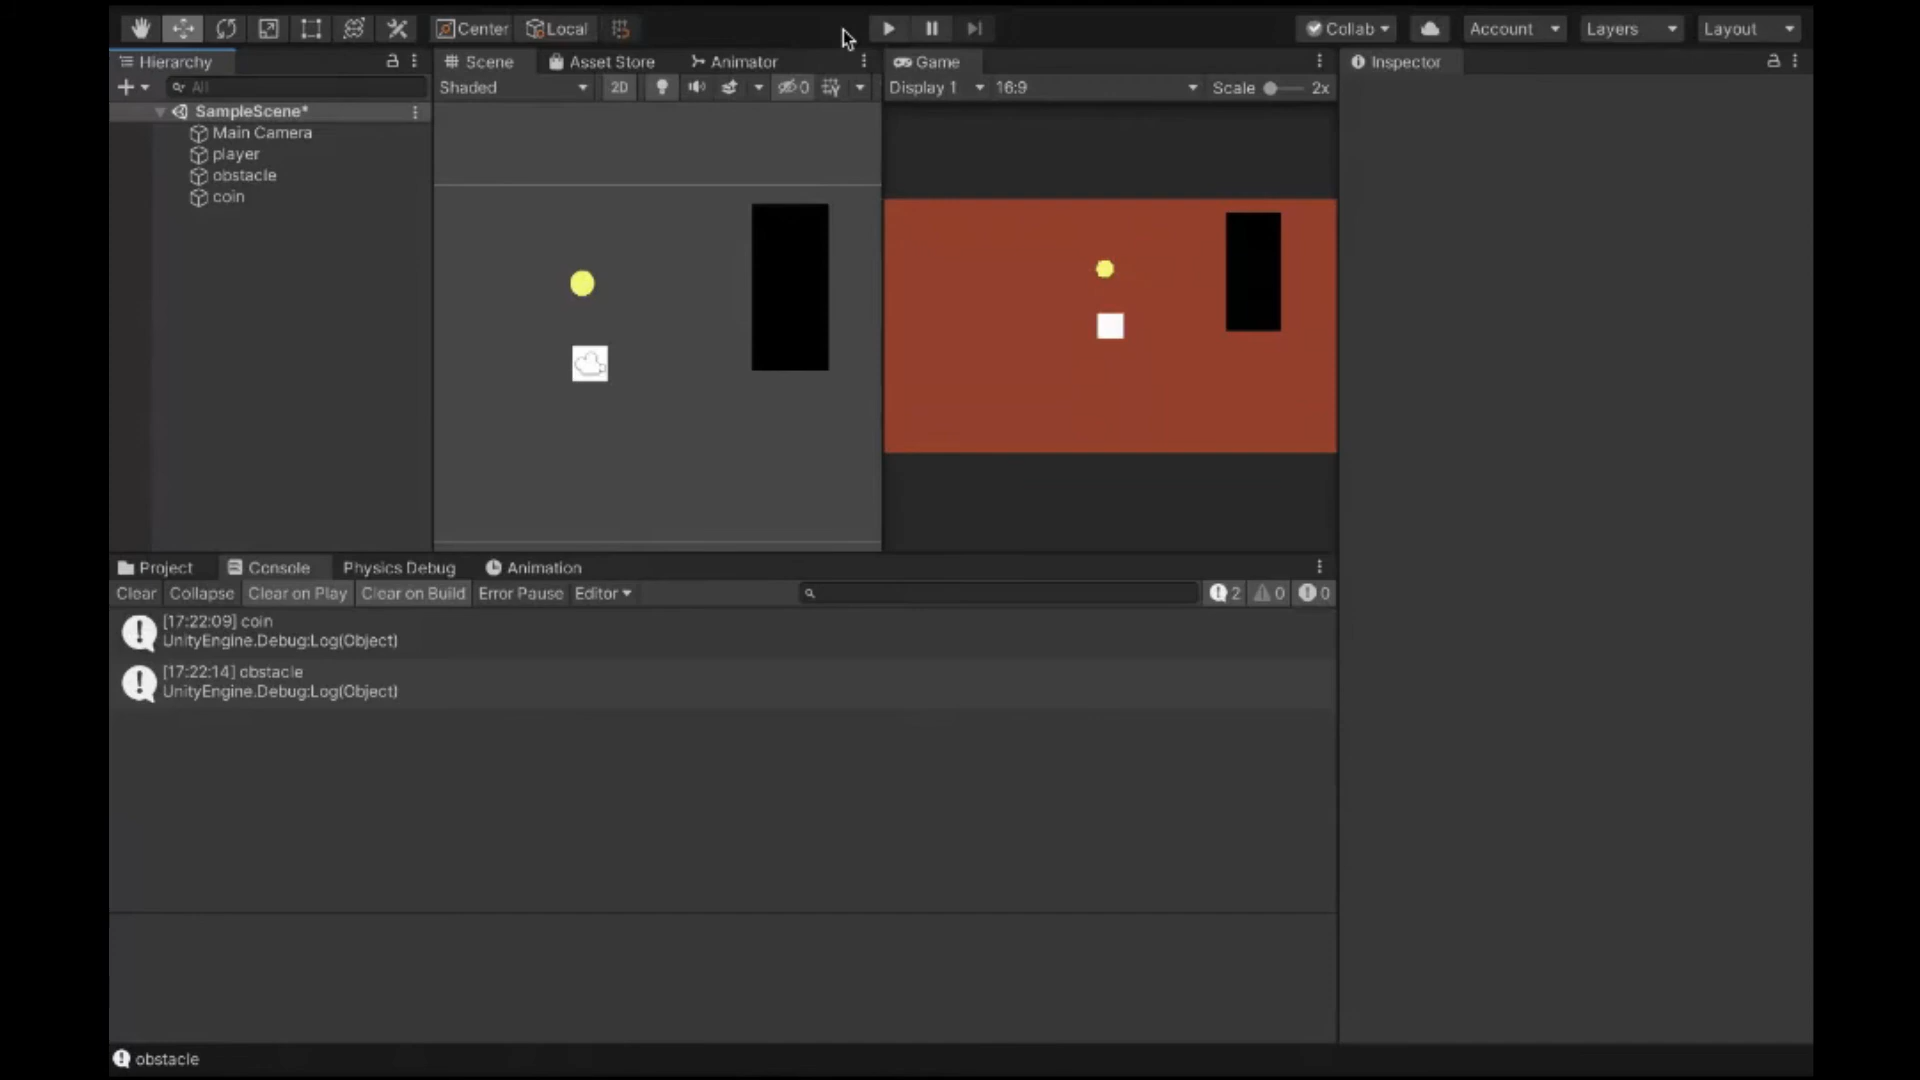 Center Local Collab Account Layers Layout
Hierarchy Scene Asset Store Animator Game Inspector
All Shaded 2D 0 Display 1 16:9 Scale 2x
SampleScene*
Main Camera
player
obstacle
coin
Project Console Physics Debug Animation
Clear Collapse Clear on Play Clear on Build Error Pause Editor 2 0 0
[17:22:09] coin
UnityEngine.Debug:Log(Object)
[17:22:14] obstacle
UnityEngine.Debug:Log(Object)
obstacle